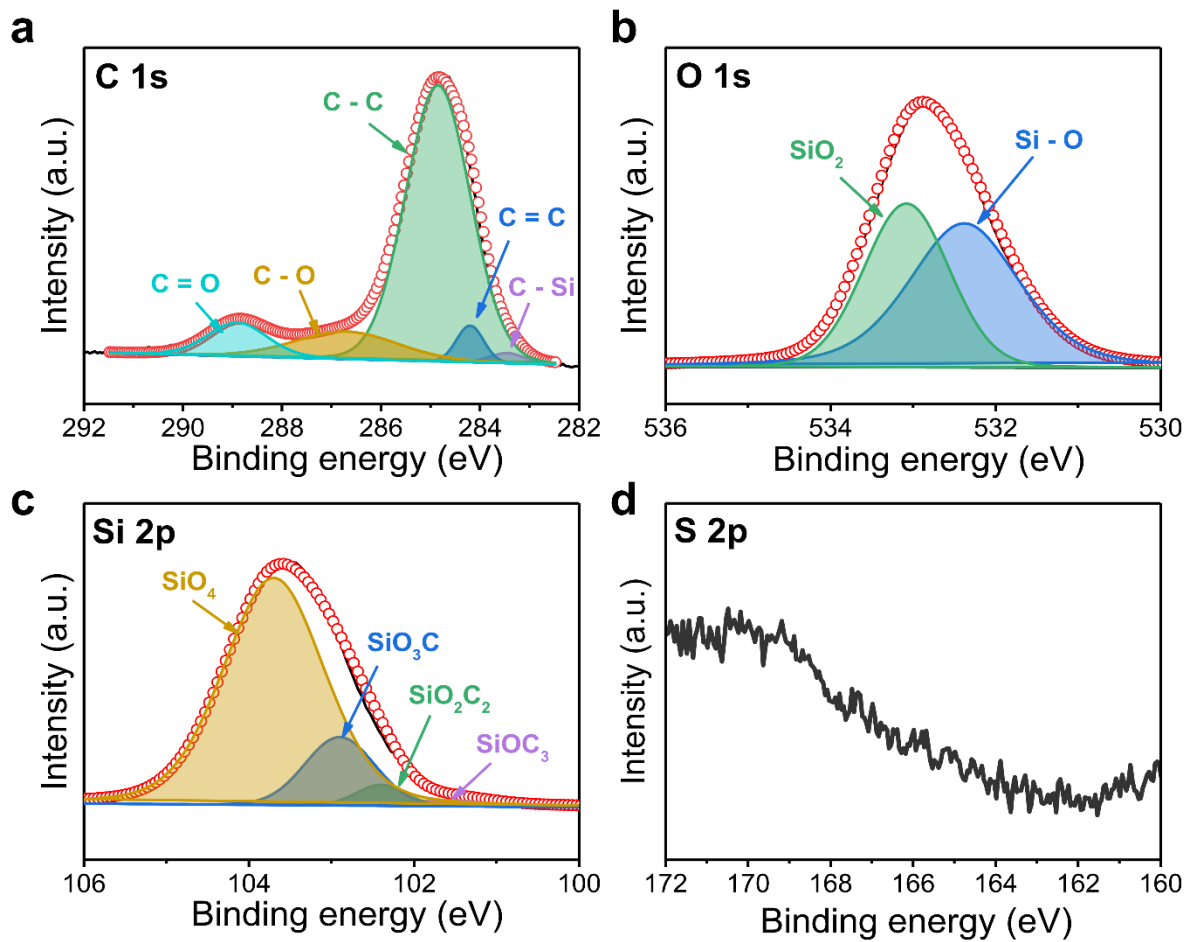 a
C 1s
C - C
C = C
C - O
C = O
C - Si
Intensity (a.u.)
292 290 288 286 284 282
Binding energy (eV)
b
O 1s
SiO₂
Si - O
Intensity (a.u.)
536 534 532 530
Binding energy (eV)
c
Si 2p
SiO₄
SiO₃C
SiO₂C₂
SiOC₃
Intensity (a.u.)
106 104 102 100
Binding energy (eV)
d
S 2p
Intensity (a.u.)
172 170 168 166 164 162 160
Binding energy (eV)